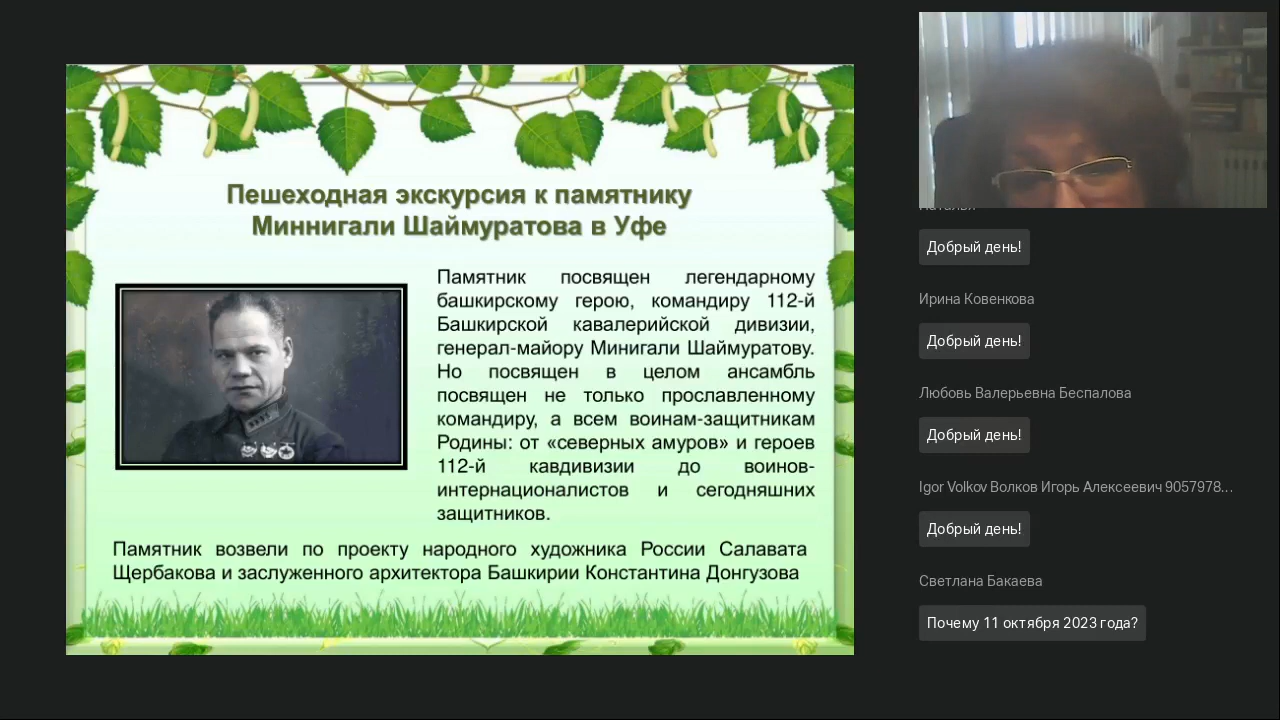 Пешеходная экскурсия к памятнику
Миннигали Шаймуратова в Уфе
Памятник посвящен легендарному
башкирскому герою, командиру 112-й
Башкирской кавалерийской дивизии,
генерал-майору Минигали Шаймуратову.
Но посвящен в целом ансамбль
посвящен не только прославленному
командиру, а всем воинам-защитникам
Родины: от «северных амуров» и героев
112-й кавдивизии до воинов-
интернационалистов и сегодняшних
защитников.
Памятник возвели по проекту народного художника России Салавата
Щербакова и заслуженного архитектора Башкирии Константина Донгузова
Наталья
Добрый день!
Ирина Ковенкова
Добрый день!
Любовь Валерьевна Беспалова
Добрый день!
Igor Volkov Волков Игорь Алексеевич 9057978...
Добрый день!
Светлана Бакаева
Почему 11 октября 2023 года?